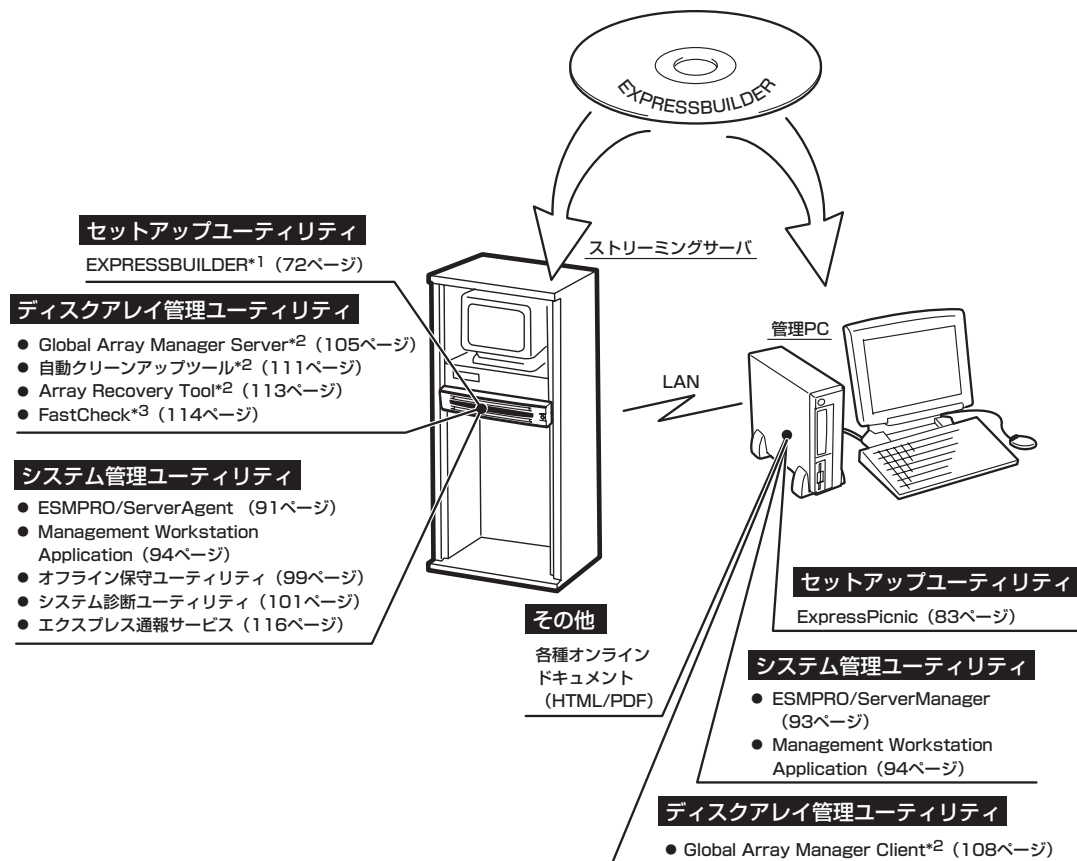 EXPRESSBUILDER
セットアップユーティリティ
EXPRESSBUILDER*1（72ページ）
ディスクアレイ管理ユーティリティ
● Global Array Manager Server*2（105ページ）
● 自動クリーンアップツール*2（111ページ）
● Array Recovery Tool*2（113ページ）
● FastCheck*3（114ページ）
システム管理ユーティリティ
● ESMPRO/ServerAgent （91ページ）
● Management Workstation
Application（94ページ）
● オフライン保守ユーティリティ（99ページ）
● システム診断ユーティリティ（101ページ）
● エクスプレス通報サービス（116ページ）
ストリーミングサーバ
LAN
管理PC
その他
各種オンライン
ドキュメント
（HTML/PDF）
セットアップユーティリティ
ExpressPicnic（83ページ）
システム管理ユーティリティ
● ESMPRO/ServerManager
（93ページ）
● Management Workstation
Application（94ページ）
ディスクアレイ管理ユーティリティ
● Global Array Manager Client*2（108ページ）